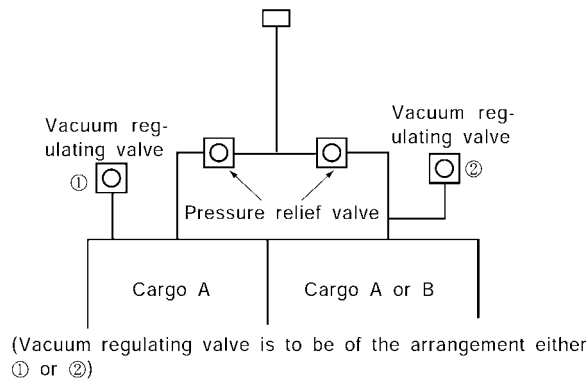 Vacuum reg-
ulating valve
①
Vacuum reg-
ulating valve
②
Pressure relief valve
Cargo A
Cargo A or B
(Vacuum regulating valve is to be of the arrangement either
① or ②)